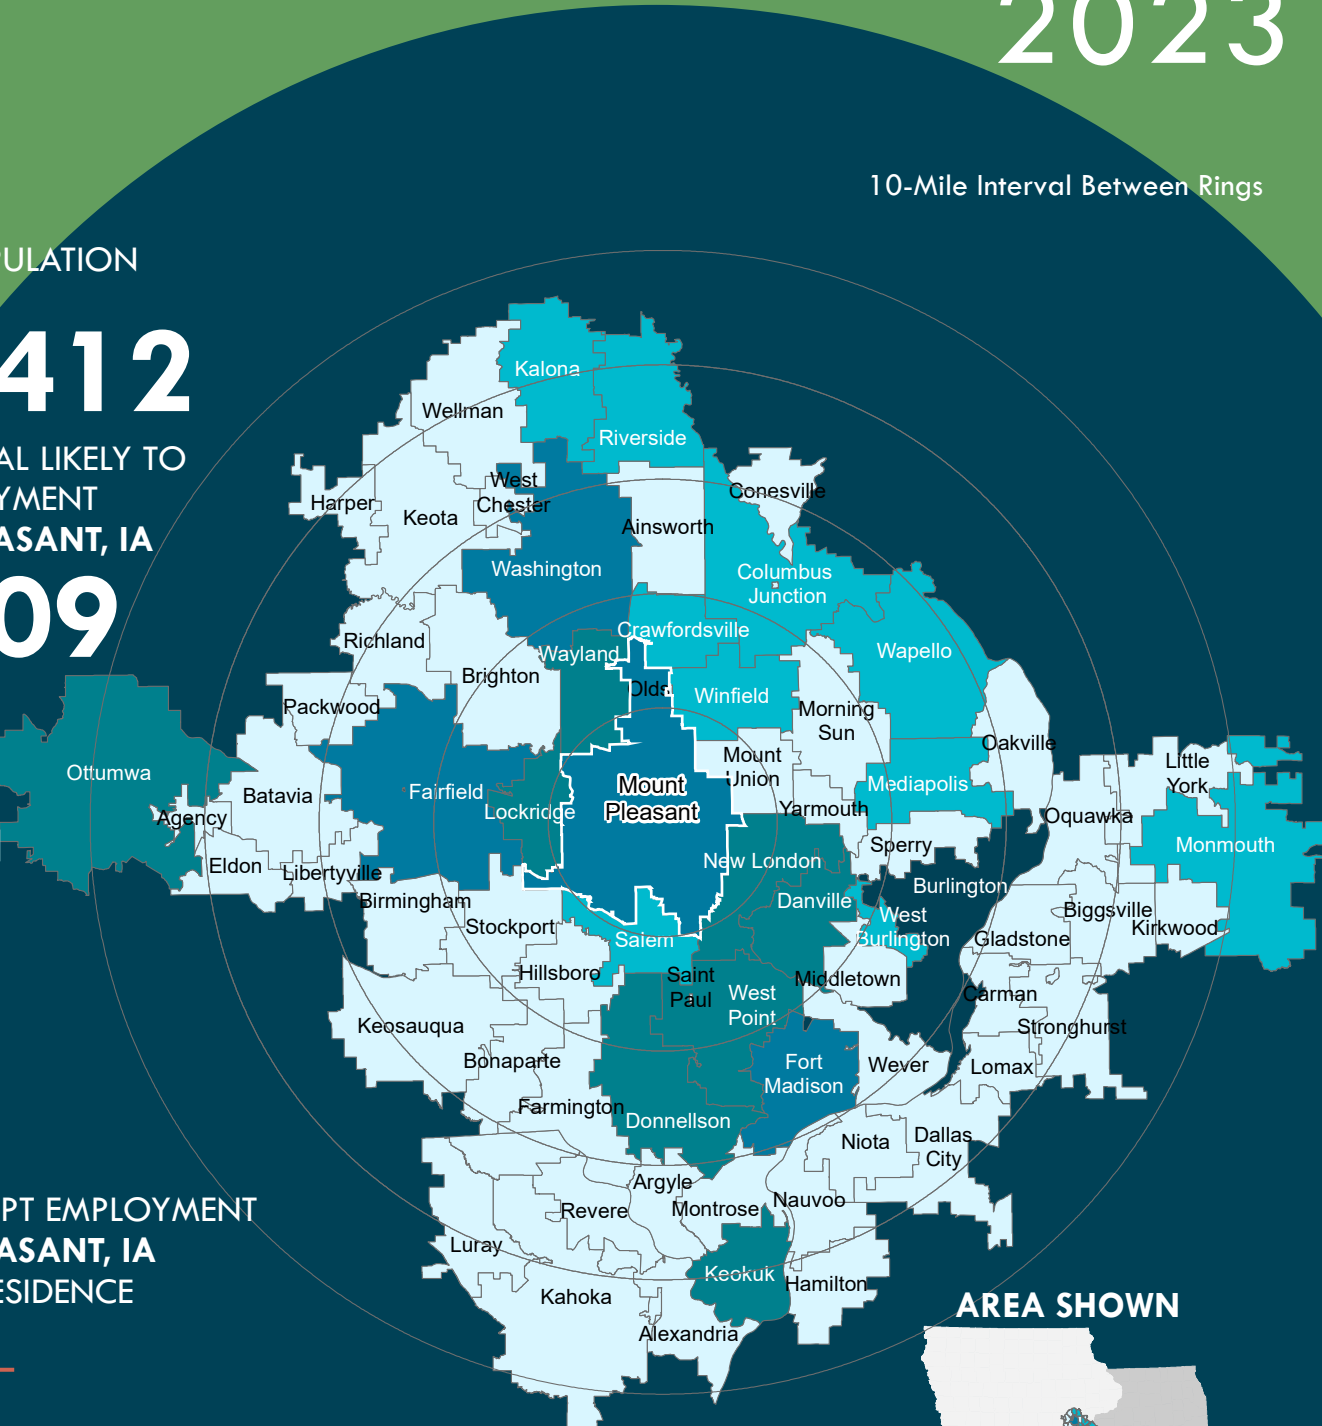 2023
10-Mile Interval Between Rings
PULATION
412
AL LIKELY TO
YMENT
ASANT, IA
09
PT EMPLOYMENT
ASANT, IA
ESIDENCE
Kalona
Wellman
Riverside
West
Chester
Harper
Keota
Conesville
Ainsworth
Washington
Columbus
Junction
Crawfordsville
Richland
Wayland
Wapello
Brighton
Olds
Winfield
Packwood
Morning
Sun
Oakville
Mount
Union
Little
York
Ottumwa
Batavia
Fairfield
Lockridge
Mount
Pleasant
Mediapolis
Agency
Yarmouth
Oquawka
Monmouth
Eldon
Libertyville
New London
Sperry
Burlington
Birmingham
Danville
Stockport
West
Burlington
Biggsville
Kirkwood
Salem
Gladstone
Hillsboro
Saint
Paul
West
Point
Middletown
Carman
Keosauqua
Stronghurst
Bonaparte
Fort
Madison
Wever
Lomax
Farmington
Donnellson
Niota
Dallas
City
Argyle
Revere
Montrose
Nauvoo
Luray
Keokuk
Hamilton
Kahoka
Alexandria
AREA SHOWN